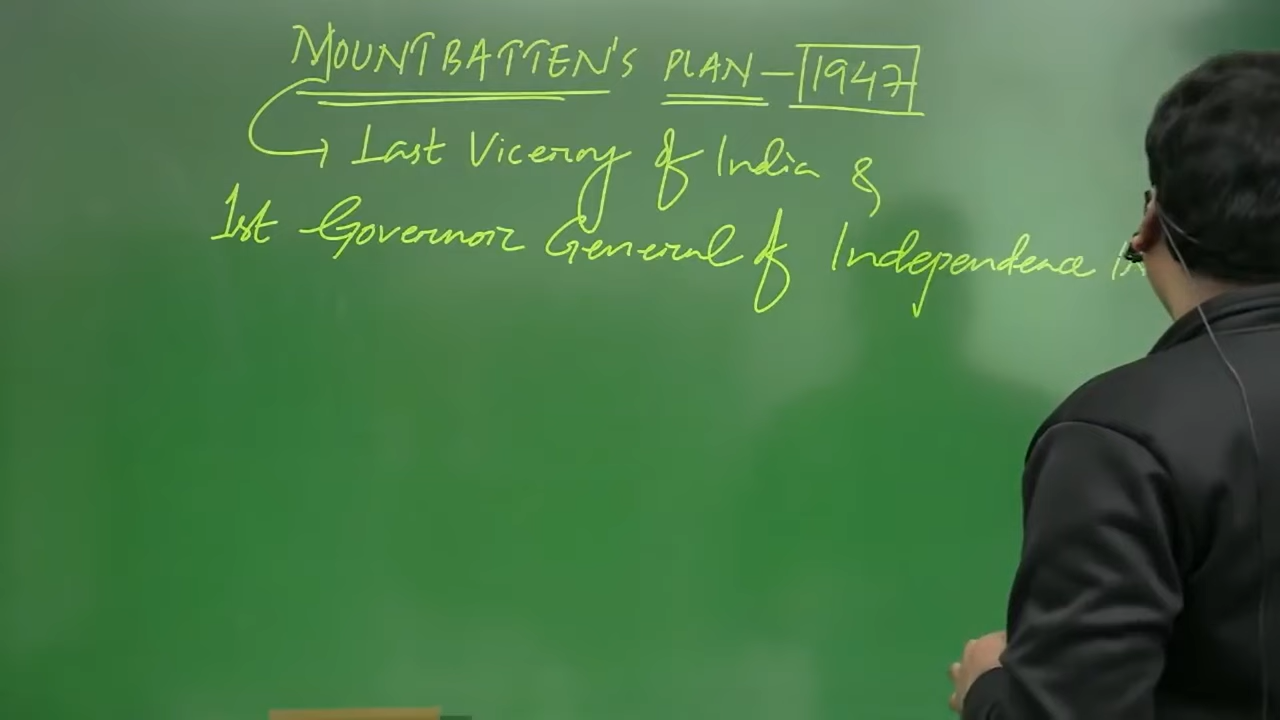 MOUNTBATTEN'S PLAN - 1947
→ Last Viceroy of India &
1st Governor General of Independence